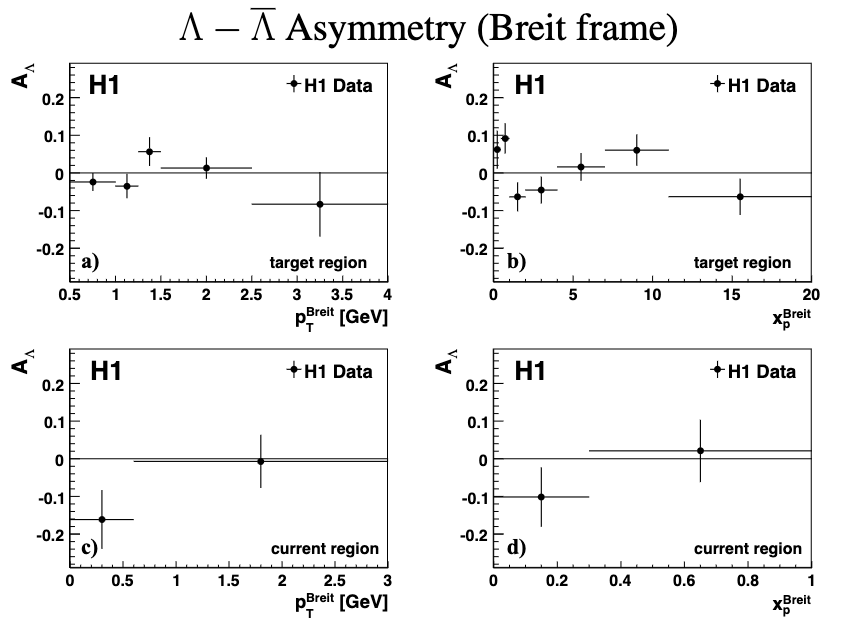 Λ − Λ̅ Asymmetry (Breit frame)
A_Λ
H1
H1 Data
0.2
0.1
0
-0.1
-0.2
a)
target region
0.5 1 1.5 2 2.5 3 3.5 4
p_T^Breit [GeV]
A_Λ
H1
H1 Data
0.2
0.1
0
-0.1
-0.2
b)
target region
0 5 10 15 20
x_p^Breit
A_Λ
H1
H1 Data
0.2
0.1
0
-0.1
-0.2
c)
current region
0 0.5 1 1.5 2 2.5 3
p_T^Breit [GeV]
A_Λ
H1
H1 Data
0.2
0.1
0
-0.1
-0.2
d)
current region
0 0.2 0.4 0.6 0.8 1
x_p^Breit